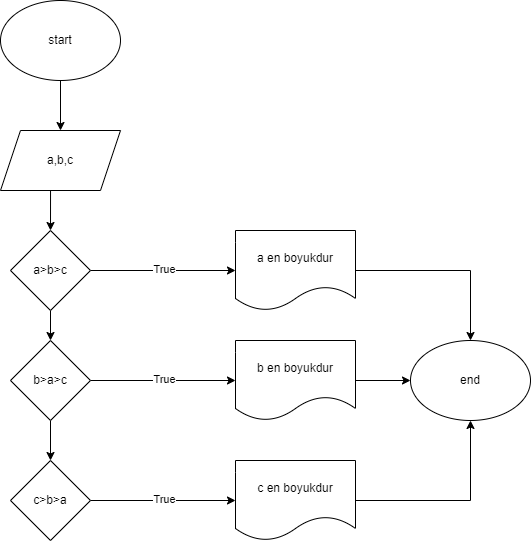 start
a,b,c
a>b>c
True
a en boyukdur
b>a>c
True
b en boyukdur
end
c>b>a
True
c en boyukdur